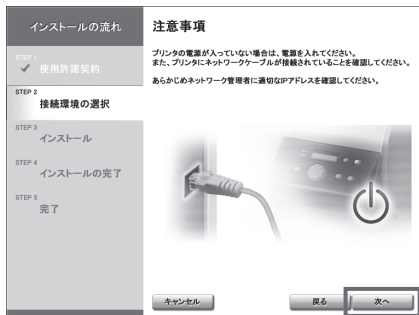 インストールの流れ
STEP 1
使用許諾契約
STEP 2
接続環境の選択
STEP 3
インストール
STEP 4
インストールの完了
STEP 5
完了
注意事項
プリンタの電源が入っていない場合は、電源を入れてください。
また、プリンタにネットワークケーブルが接続されていることを確認してください。
あらかじめネットワーク管理者に適切なIPアドレスを確認してください。
キャンセル
戻る
次へ